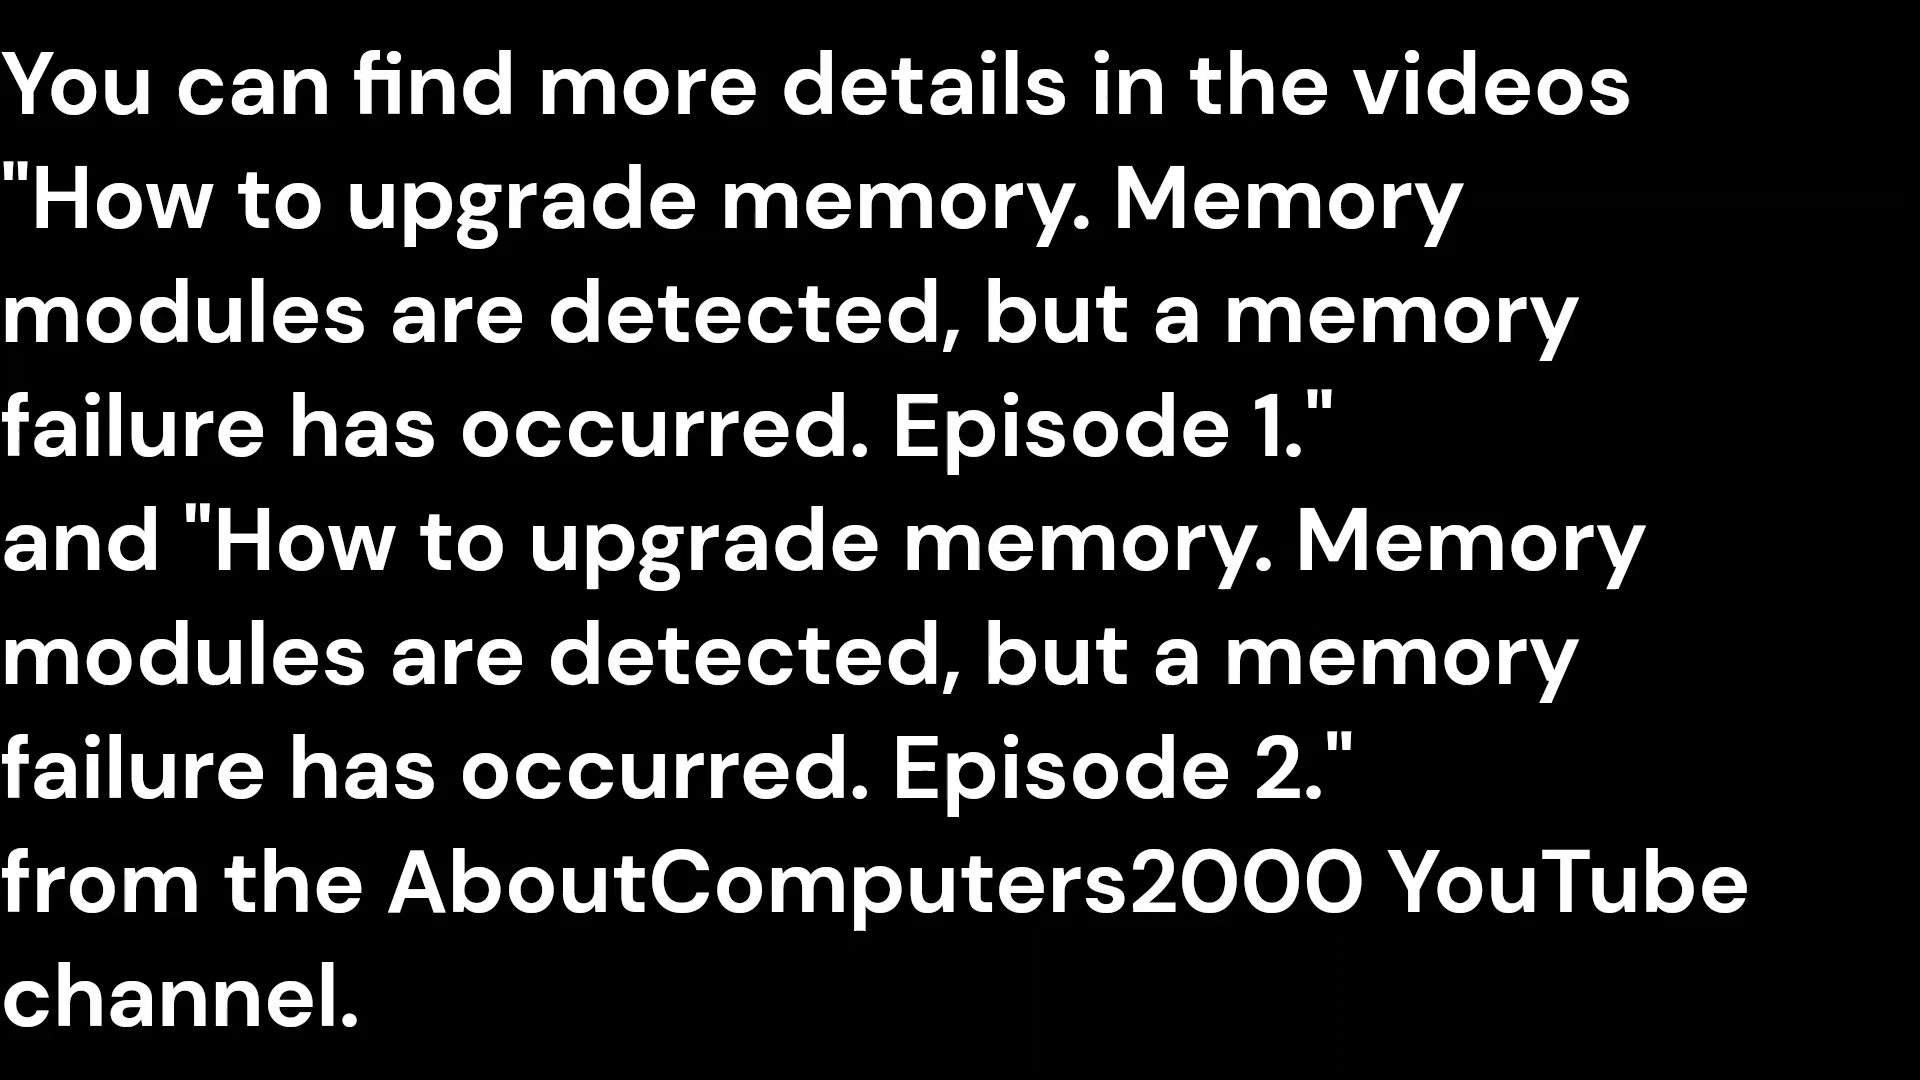 You can find more details in the videos
"How to upgrade memory. Memory
modules are detected, but a memory
failure has occurred. Episode 1."
and "How to upgrade memory. Memory
modules are detected, but a memory
failure has occurred. Episode 2."
from the AboutComputers2000 YouTube
channel.